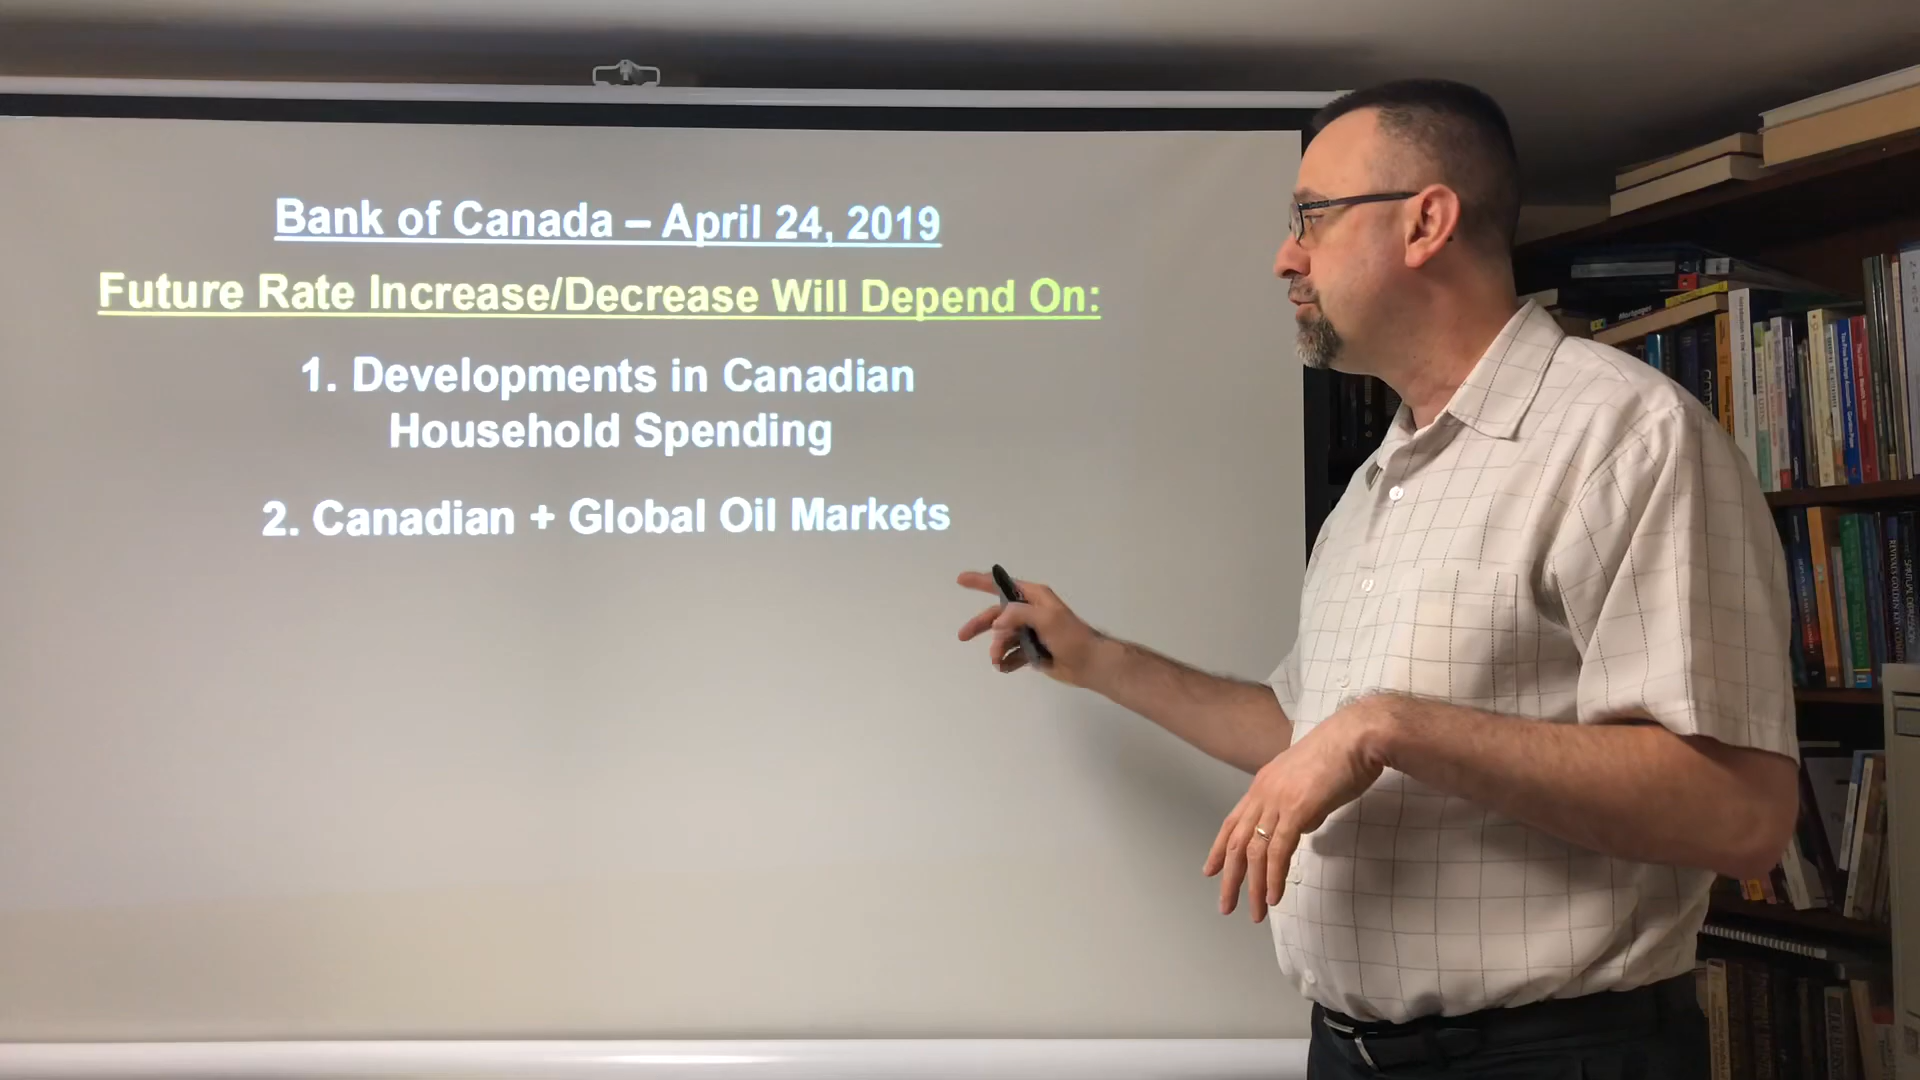 Bank of Canada – April 24, 2019
Future Rate Increase/Decrease Will Depend On:
1. Developments in Canadian
Household Spending
2. Canadian + Global Oil Markets
Mortgages